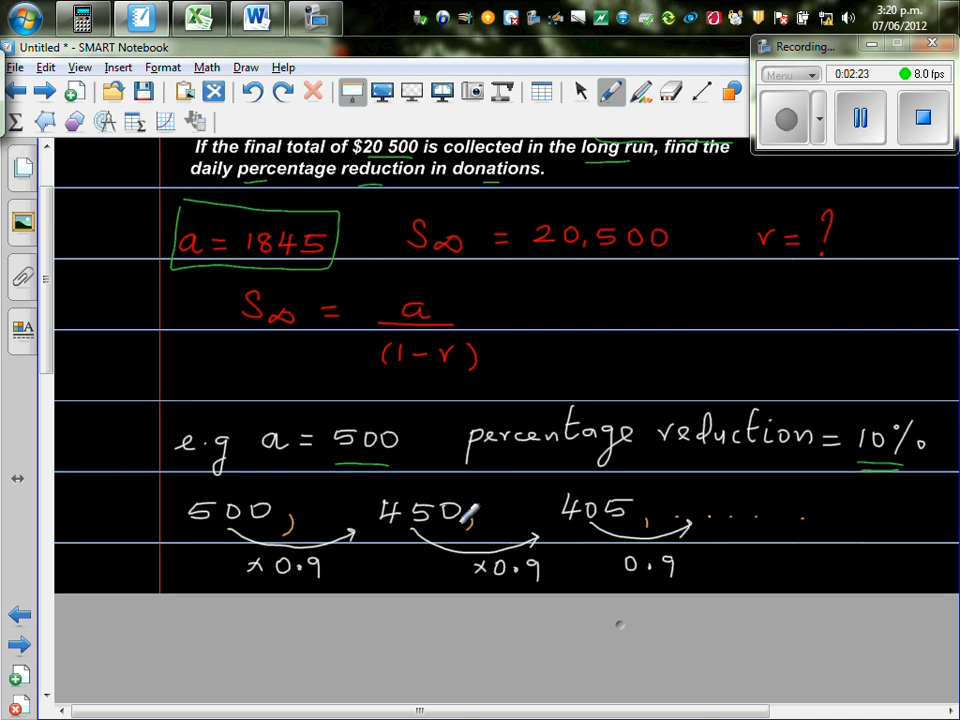 3:20 p.m.
07/06/2012
Untitled * - SMART Notebook
File Edit View Insert Format Math Draw Help
Recording...
Menu 0:02:23 8.0 fps
If the final total of $20 500 is collected in the long run, find the
daily percentage reduction in donations.
a = 1845 S∞ = 20,500 r = ?
S∞ = a
(1 - r)
e.g a = 500 percentage reduction = 10%
500, 450, 405, . . . . .
×0.9 ×0.9 0.9